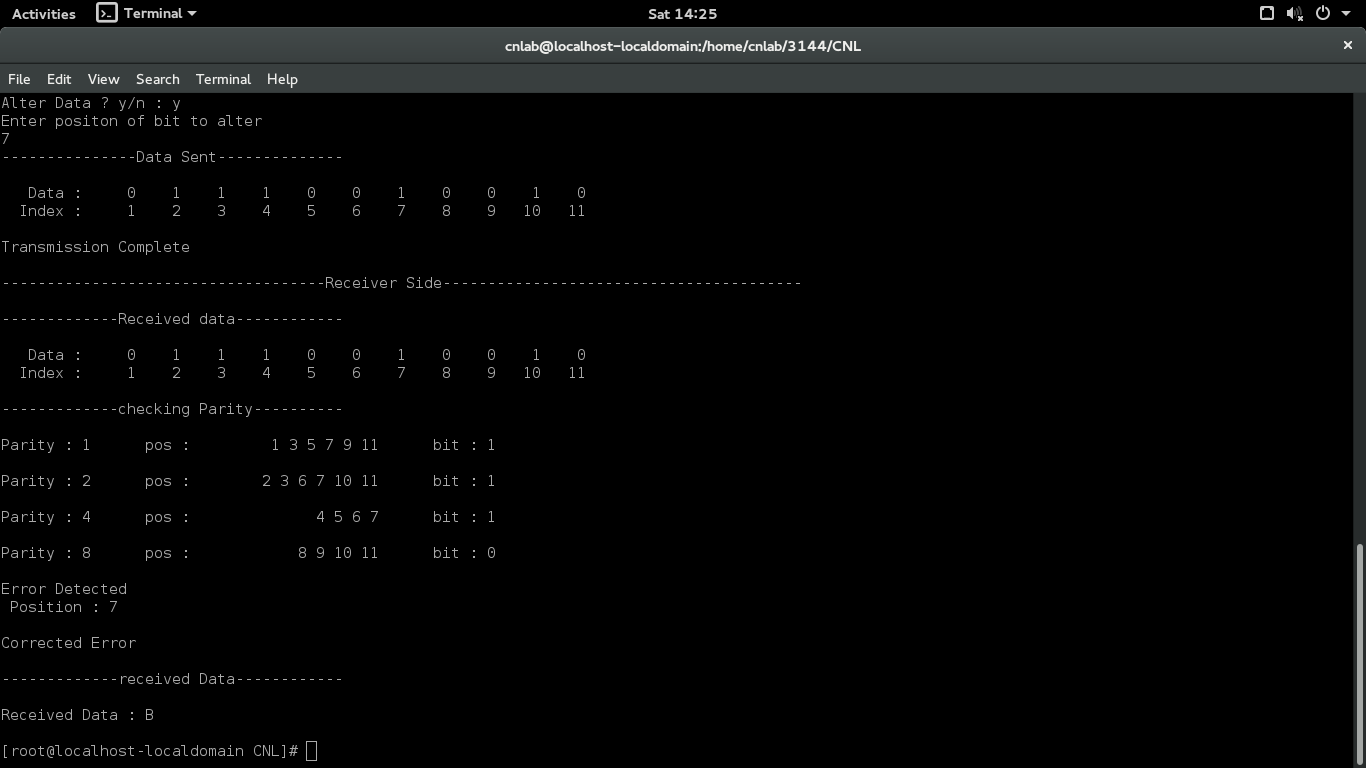 Activities Terminal Sat 14:25
cnlab@localhost-localdomain:/home/cnlab/3144/CNL ×
File Edit View Search Terminal Help
Alter Data ? y/n : y
Enter positon of bit to alter
7
---------------Data Sent--------------
Data : 0 1 1 1 0 0 1 0 0 1 0
Index : 1 2 3 4 5 6 7 8 9 10 11
Transmission Complete
------------------------------------Receiver Side----------------------------------------
-------------Received data------------
Data : 0 1 1 1 0 0 1 0 0 1 0
Index : 1 2 3 4 5 6 7 8 9 10 11
-------------checking Parity----------
Parity : 1 pos : 1 3 5 7 9 11 bit : 1
Parity : 2 pos : 2 3 6 7 10 11 bit : 1
Parity : 4 pos : 4 5 6 7 bit : 1
Parity : 8 pos : 8 9 10 11 bit : 0
Error Detected
Position : 7
Corrected Error
-------------received Data------------
Received Data : B
[root@localhost-localdomain CNL]#